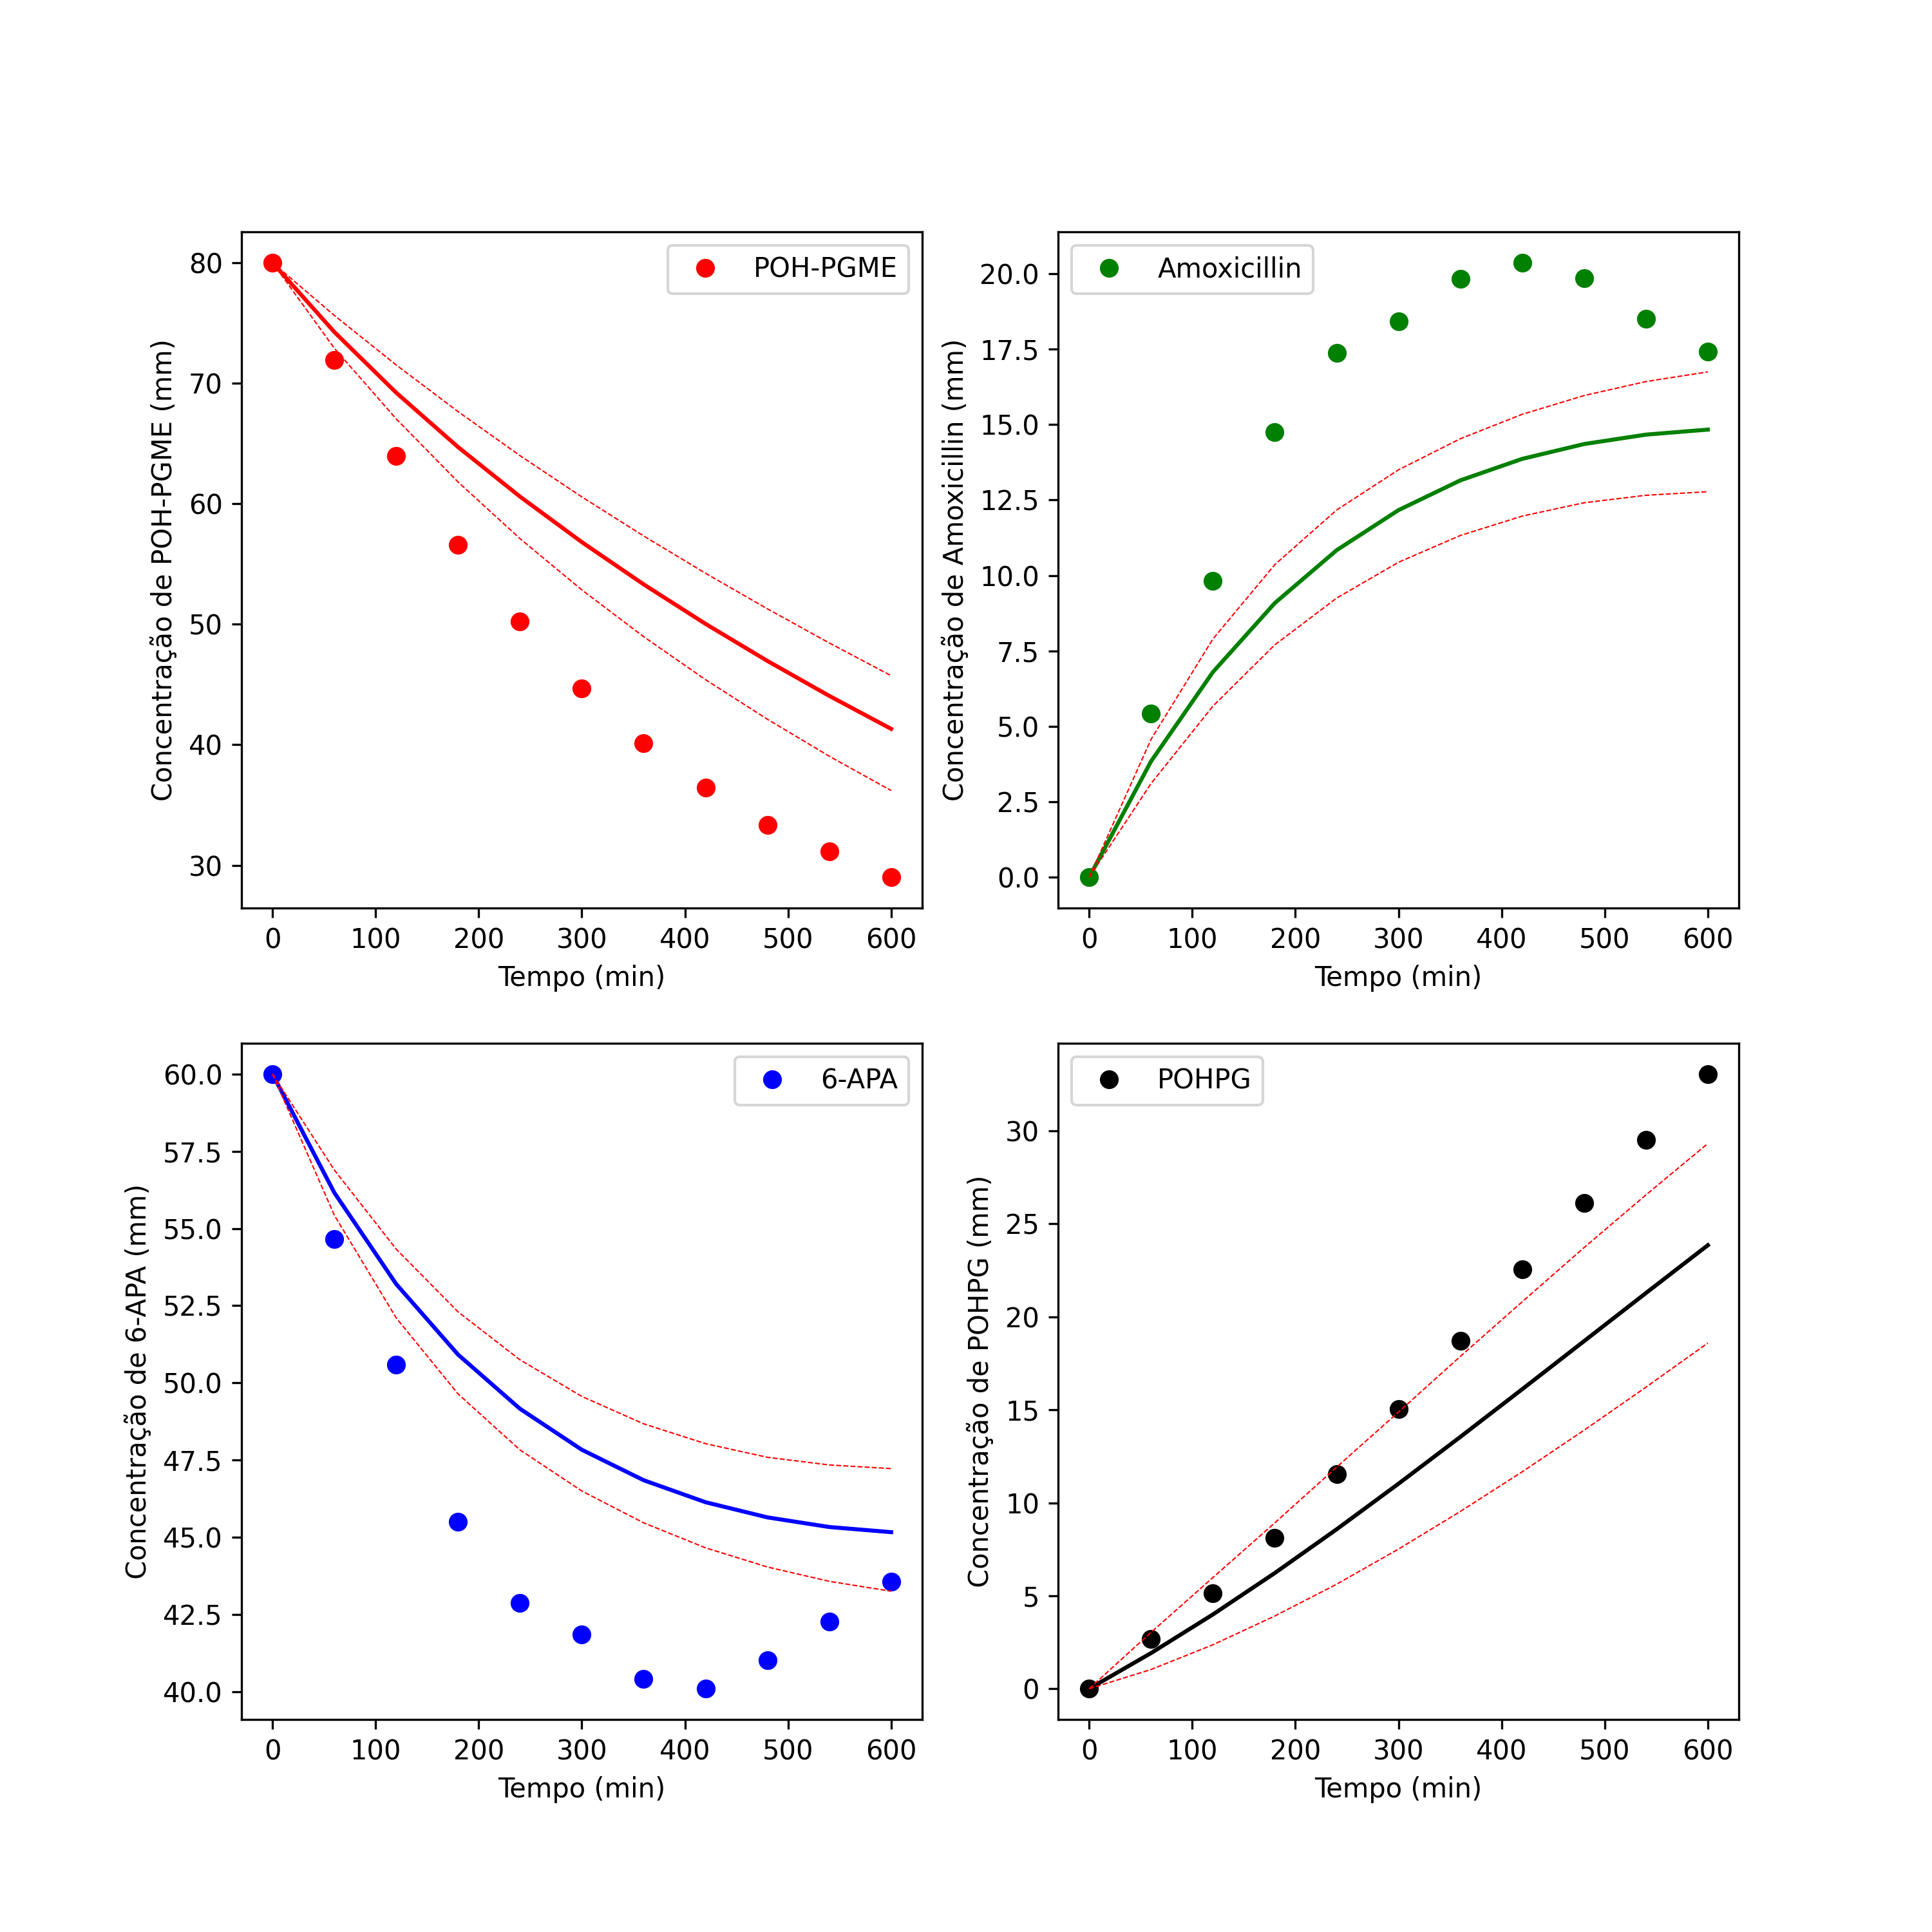 POH-PGME
80
70
60
50
40
30
Concentração de POH-PGME (mm)
0 100 200 300 400 500 600
Tempo (min)
Amoxicillin
20.0
17.5
15.0
12.5
10.0
7.5
5.0
2.5
0.0
Concentração de Amoxicillin (mm)
0 100 200 300 400 500 600
Tempo (min)
6-APA
60.0
57.5
55.0
52.5
50.0
47.5
45.0
42.5
40.0
Concentração de 6-APA (mm)
0 100 200 300 400 500 600
Tempo (min)
POHPG
30
25
20
15
10
5
0
Concentração de POHPG (mm)
0 100 200 300 400 500 600
Tempo (min)